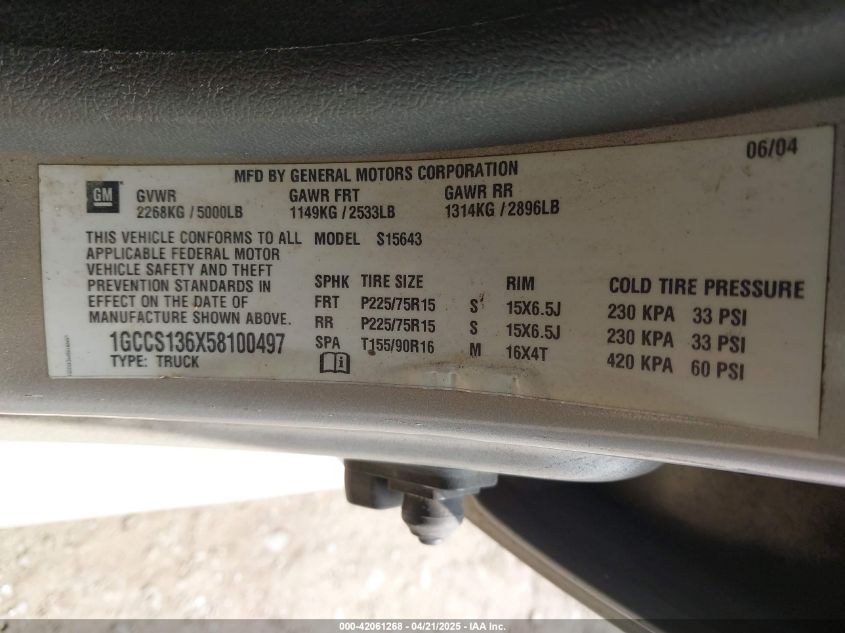 06/04
MFD BY GENERAL MOTORS CORPORATION
GM
GVWR GAWR FRT GAWR RR
2268KG / 5000LB 1149KG / 2533LB 1314KG / 2896LB
THIS VEHICLE CONFORMS TO ALL MODEL S15643
APPLICABLE FEDERAL MOTOR
VEHICLE SAFETY AND THEFT
PREVENTION STANDARDS IN SPHK TIRE SIZE RIM COLD TIRE PRESSURE
EFFECT ON THE DATE OF FRT P225/75R15 S 15X6.5J 230 KPA 33 PSI
MANUFACTURE SHOWN ABOVE. RR P225/75R15 S 15X6.5J 230 KPA 33 PSI
1GCCS136X58100497 SPA T155/90R16 M 16X4T 420 KPA 60 PSI
TYPE: TRUCK
000-42061268 - 04/21/2025 - IAA Inc.